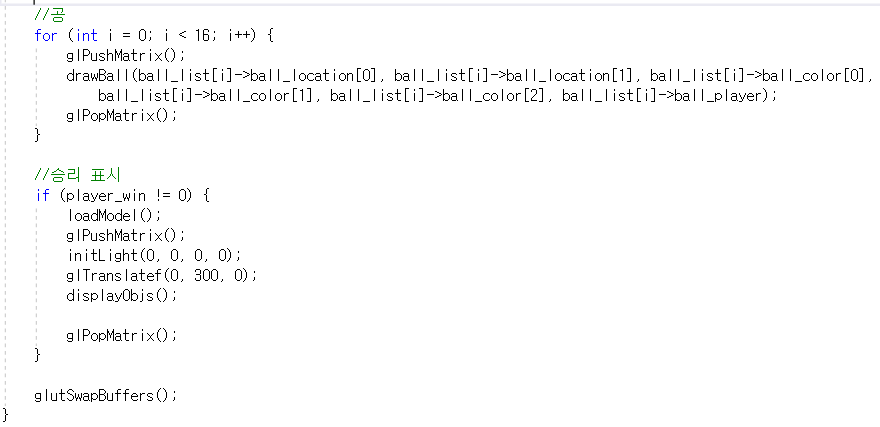 //공
for (int i = 0; i < 16; i++) {
glPushMatrix();
drawBall(ball_list[i]->ball_location[0], ball_list[i]->ball_location[1], ball_list[i]->ball_color[0],
ball_list[i]->ball_color[1], ball_list[i]->ball_color[2], ball_list[i]->ball_player);
glPopMatrix();
}
//승리 표시
if (player_win != 0) {
loadModel();
glPushMatrix();
initLight(0, 0, 0, 0);
glTranslatef(0, 300, 0);
displayObjs();
glPopMatrix();
}
glutSwapBuffers();
}